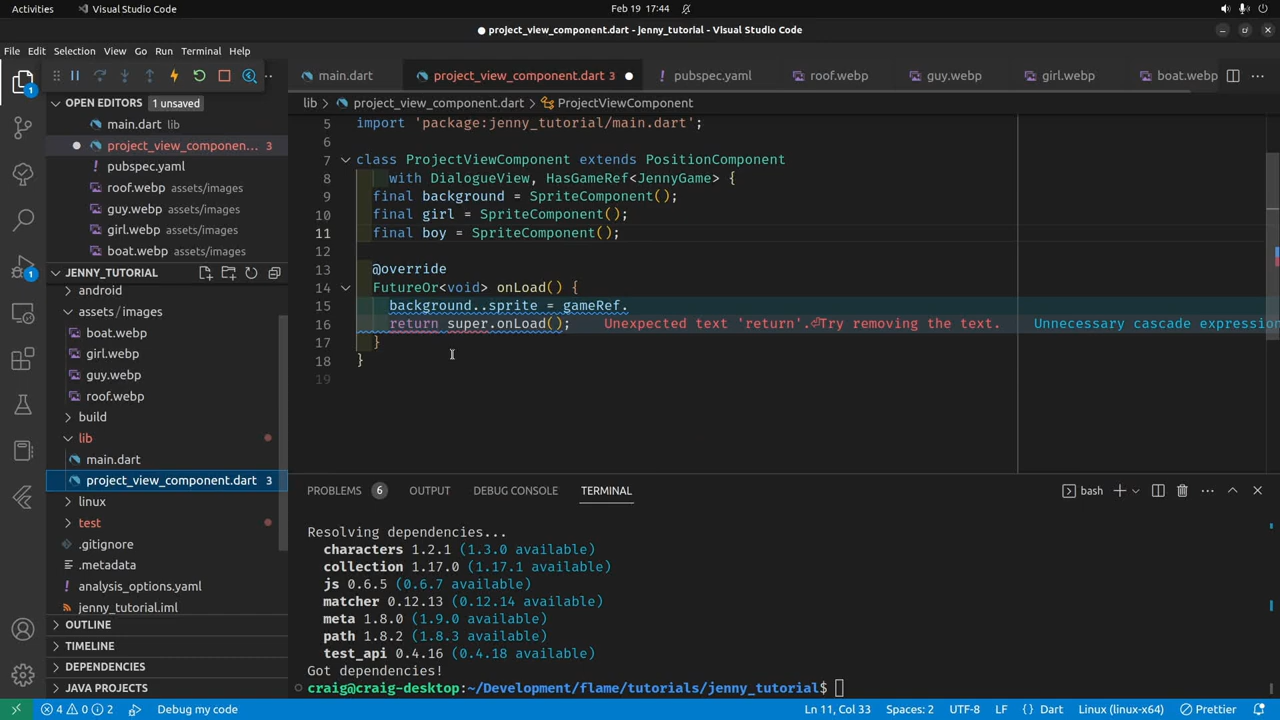 Activities
Visual Studio Code
Feb 19 17:44
● project_view_component.dart - jenny_tutorial - Visual Studio Code
File Edit Selection View Go Run Terminal Help
main.dart
project_view_component.dart 3
pubspec.yaml
roof.webp
guy.webp
girl.webp
boat.webp
OPEN EDITORS 1 unsaved
main.dart lib
project_view_componen... 3
pubspec.yaml
roof.webp assets/images
guy.webp assets/images
girl.webp assets/images
boat.webp assets/images
JENNY_TUTORIAL
android
assets / images
boat.webp
girl.webp
guy.webp
roof.webp
build
lib
main.dart
project_view_component.dart 3
linux
test
.gitignore
.metadata
analysis_options.yaml
jenny_tutorial.iml
OUTLINE
TIMELINE
DEPENDENCIES
JAVA PROJECTS
1
1
lib > project_view_component.dart > ProjectViewComponent
5 import 'package:jenny_tutorial/main.dart';
6
7 class ProjectViewComponent extends PositionComponent
8 with DialogueView, HasGameRef<JennyGame> {
9 final background = SpriteComponent();
10 final girl = SpriteComponent();
11 final boy = SpriteComponent();
12
13 @override
14 FutureOr<void> onLoad() {
15 background..sprite = gameRef.
16 return super.onLoad(); Unexpected text 'return'.⏎Try removing the text. Unnecessary cascade expression
17 }
18 }
19
PROBLEMS 6 OUTPUT DEBUG CONSOLE TERMINAL
bash
Resolving dependencies...
characters 1.2.1 (1.3.0 available)
collection 1.17.0 (1.17.1 available)
js 0.6.5 (0.6.7 available)
matcher 0.12.13 (0.12.14 available)
meta 1.8.0 (1.9.0 available)
path 1.8.2 (1.8.3 available)
test_api 0.4.16 (0.4.18 available)
Got dependencies!
craig@craig-desktop:~/Development/flame/tutorials/jenny_tutorial$
4 0 2 Debug my code
Ln 11, Col 33 Spaces: 2 UTF-8 LF Dart Linux (linux-x64) Prettier